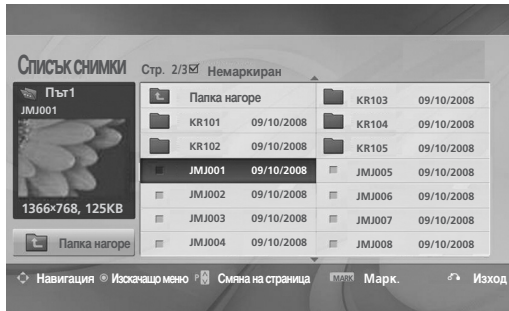 Списък снимки Стр. 2/3 Немаркиран
Път1
JMJ001
1366x768, 125KB
Папка нагоре
Папка нагоре
KR101 09/10/2008
KR102 09/10/2008
JMJ001 09/10/2008
JMJ002 09/10/2008
JMJ003 09/10/2008
JMJ004 09/10/2008
KR103 09/10/2008
KR104 09/10/2008
KR105 09/10/2008
JMJ005 09/10/2008
JMJ006 09/10/2008
JMJ007 09/10/2008
JMJ008 09/10/2008
Навигация Изскачащо меню P Смяна на страница MARK Марк. Изход